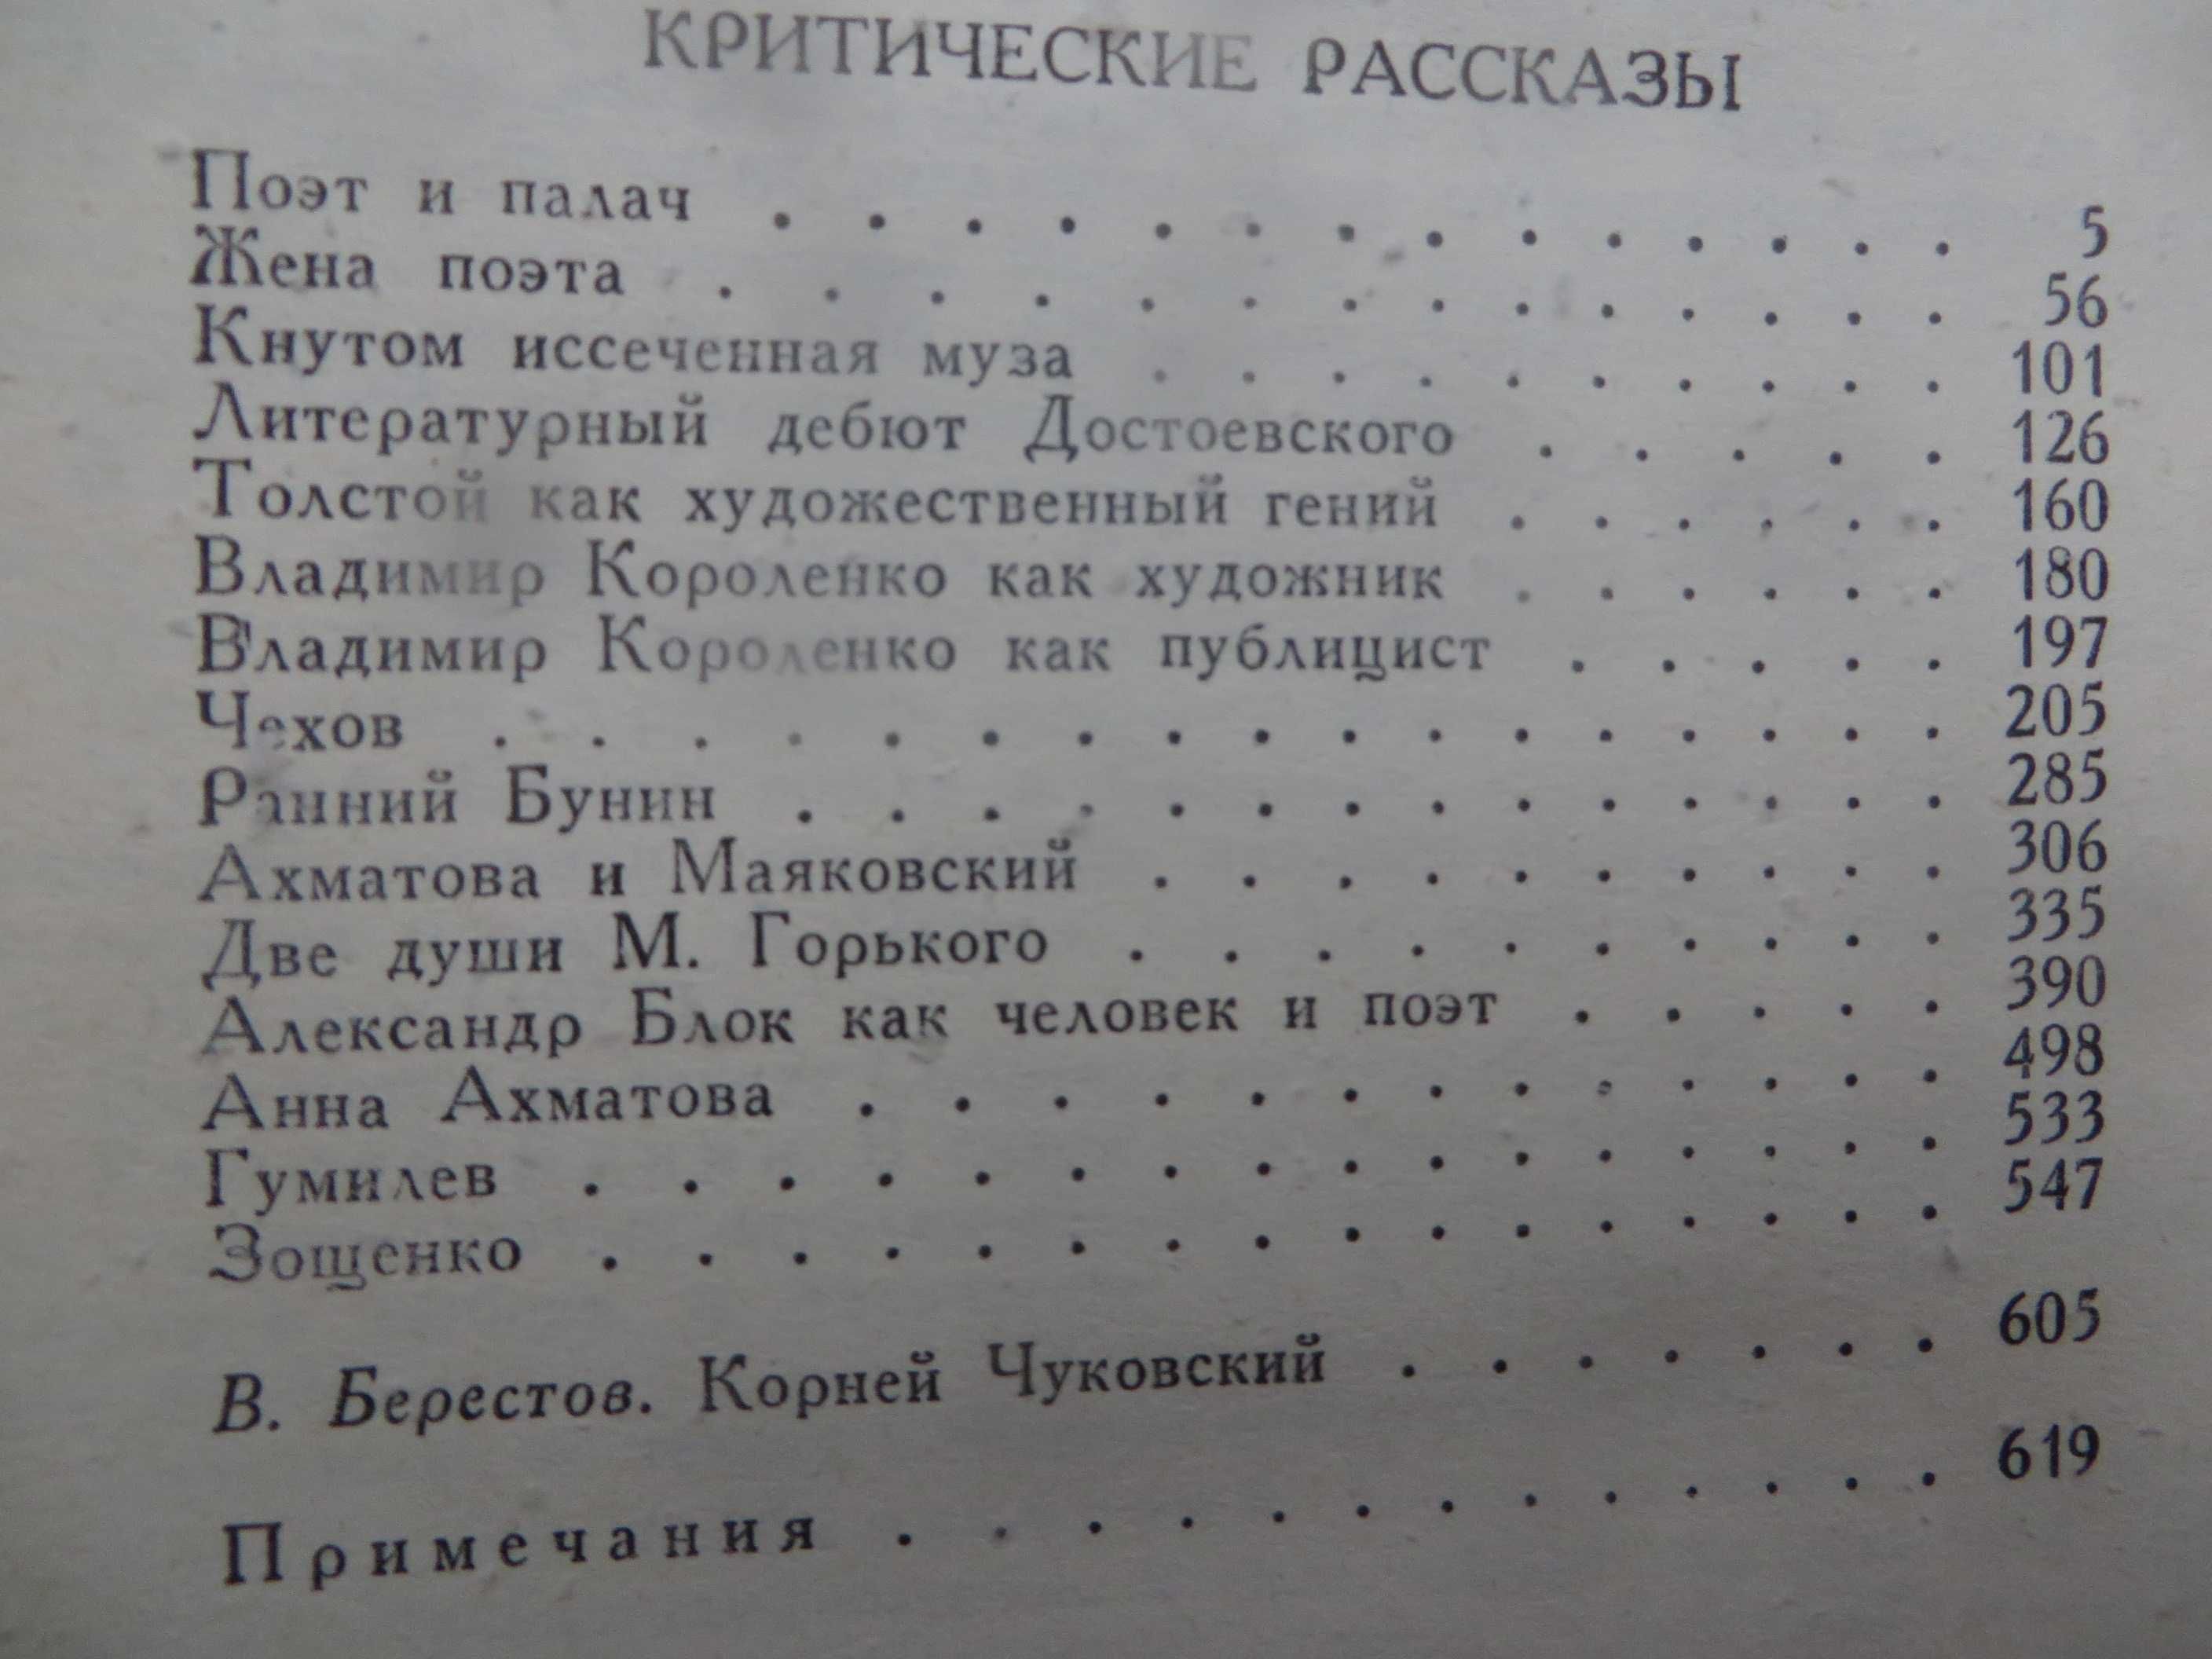 КРИТИЧЕСКИЕ РАССКАЗЫ
Поэт и палач . . . . . . . . . . . . . . 5
Жена поэта . . . . . . . . . . . . . . 56
Кнутом иссеченная муза . . . . . . . . . . 101
Литературный дебют Достоевского . . . . . 126
Толстой как художественный гений . . . . . . 160
Владимир Короленко как художник . . . . . . 180
Владимир Короленко как публицист . . . . . 197
Чехов . . . . . . . . . . . . . . . . . 205
Ранний Бунин . . . . . . . . . . . . . . 285
Ахматова и Маяковский . . . . . . . . . . 306
Две души М. Горького . . . . . . . . . . 335
Александр Блок как человек и поэт . . . . . 390
Анна Ахматова . . . . . . . . . . . . . 498
Гумилев . . . . . . . . . . . . . . . . 533
Зощенко . . . . . . . . . . . . . . . . 547
В. Берестов. Корней Чуковский . . . . . . . 605
Примечания . . . . . . . . . . . . . 619